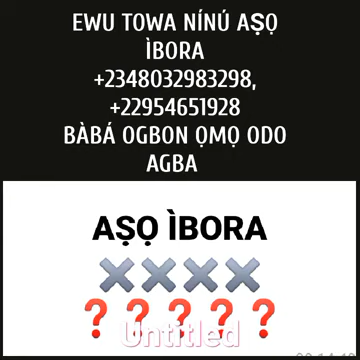 EWU TOWA NÍNÚ AṢỌ
ÌBORA
+2348032983298,
+22954651928
BÀBÁ OGBON ỌMỌ ODO
AGBA
AṢỌ ÌBORA
❌❌❌❌
❓❓❓❓❓
Untitled